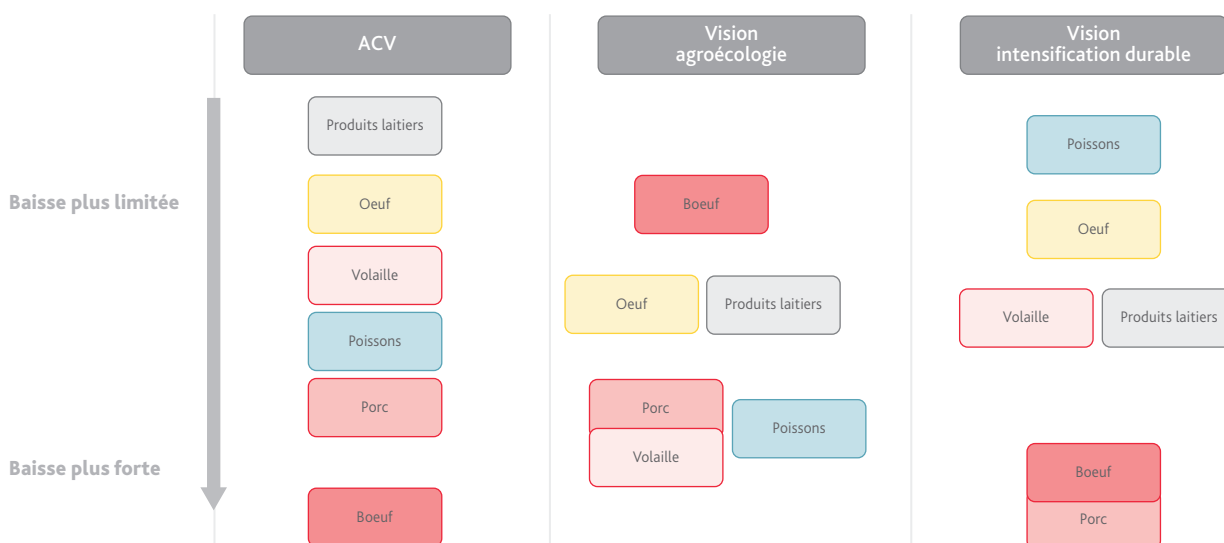 ACV
Vision
agroécologie
Vision
intensification durable
Baisse plus limitée
Baisse plus forte
Produits laitiers
Oeuf
Volaille
Poissons
Porc
Boeuf
Boeuf
Oeuf
Produits laitiers
Porc
Volaille
Poissons
Poissons
Oeuf
Volaille
Produits laitiers
Boeuf
Porc